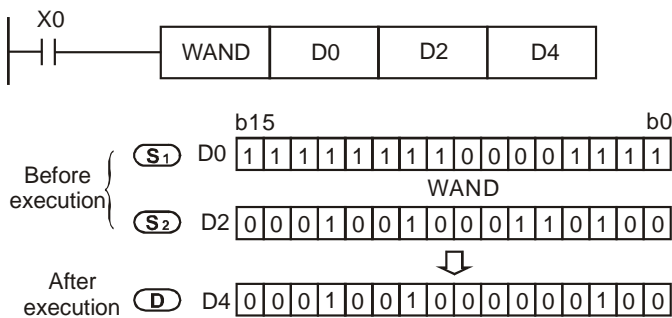 X0
WAND D0 D2 D4
b15 b0
Before execution
S1 D0 1 1 1 1 1 1 1 1 0 0 0 0 1 1 1 1
WAND
S2 D2 0 0 0 1 0 0 1 0 0 0 1 1 0 1 0 0
After execution
D D4 0 0 0 1 0 0 1 0 0 0 0 0 0 1 0 0